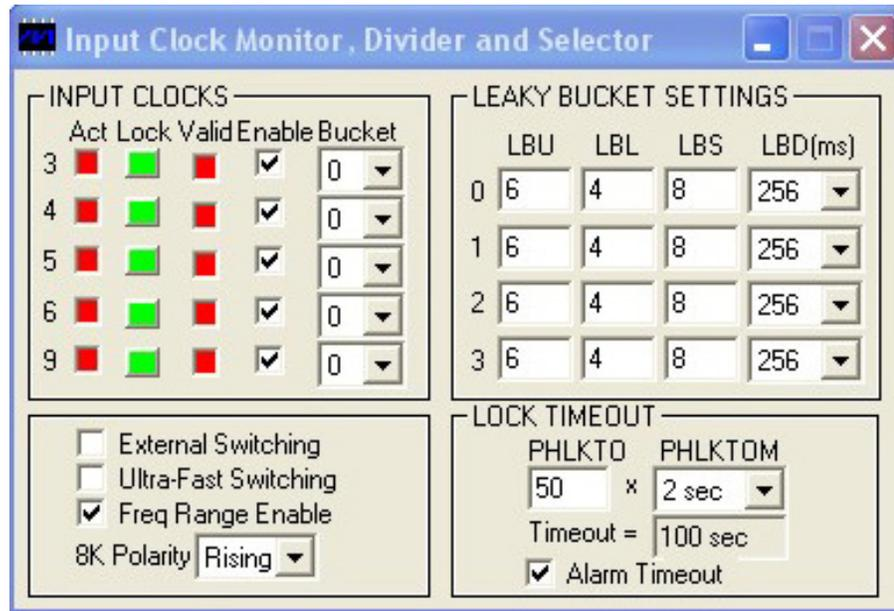 Input Clock Monitor, Divider and Selector
INPUT CLOCKS
Act Lock Valid Enable Bucket
3 0
4 0
5 0
6 0
9 0
LEAKY BUCKET SETTINGS
LBU LBL LBS LBD(ms)
0 6 4 8 256
1 6 4 8 256
2 6 4 8 256
3 6 4 8 256
External Switching
Ultra-Fast Switching
Freq Range Enable
8K Polarity Rising
LOCK TIMEOUT
PHLKTO PHLKTOM
50 x 2 sec
Timeout = 100 sec
Alarm Timeout